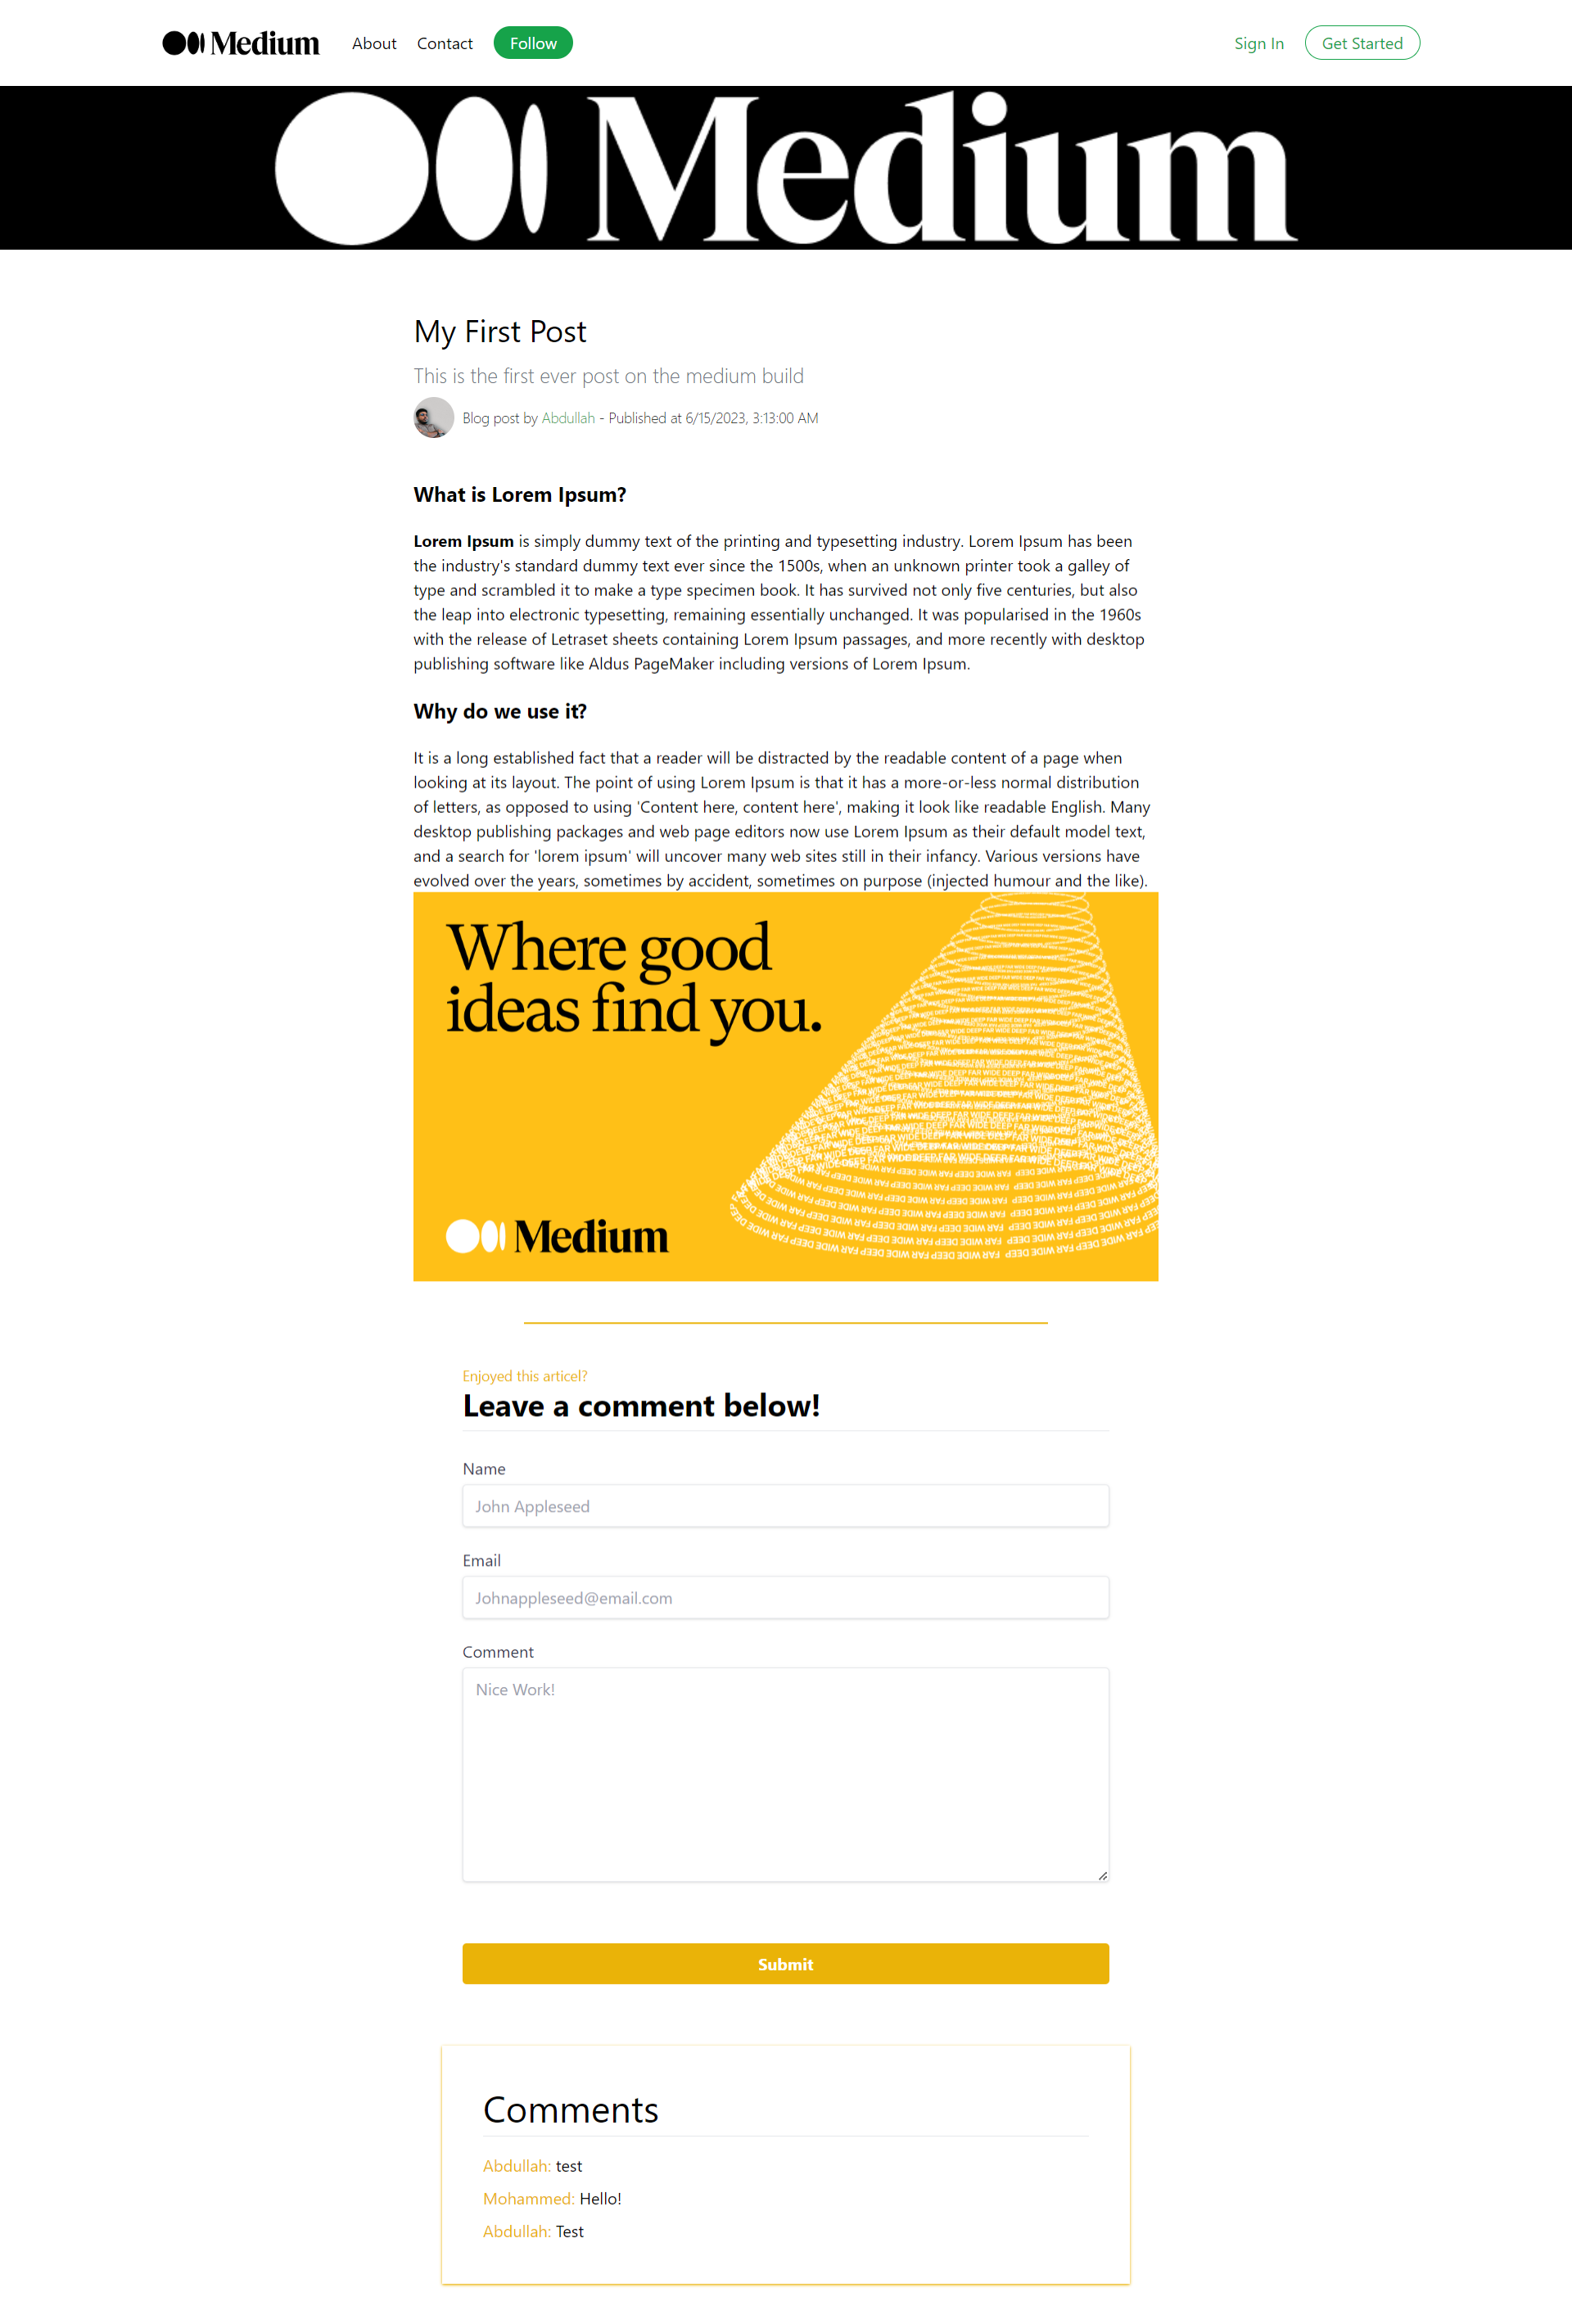 Medium About Contact Follow Sign In Get Started
Medium
My First Post
This is the first ever post on the medium build
Blog post by Abdullah - Published at 6/15/2023, 3:13:00 AM
What is Lorem Ipsum?
Lorem Ipsum is simply dummy text of the printing and typesetting industry. Lorem Ipsum has been
the industry's standard dummy text ever since the 1500s, when an unknown printer took a galley of
type and scrambled it to make a type specimen book. It has survived not only five centuries, but also
the leap into electronic typesetting, remaining essentially unchanged. It was popularised in the 1960s
with the release of Letraset sheets containing Lorem Ipsum passages, and more recently with desktop
publishing software like Aldus PageMaker including versions of Lorem Ipsum.
Why do we use it?
It is a long established fact that a reader will be distracted by the readable content of a page when
looking at its layout. The point of using Lorem Ipsum is that it has a more-or-less normal distribution
of letters, as opposed to using 'Content here, content here', making it look like readable English. Many
desktop publishing packages and web page editors now use Lorem Ipsum as their default model text,
and a search for 'lorem ipsum' will uncover many web sites still in their infancy. Various versions have
evolved over the years, sometimes by accident, sometimes on purpose (injected humour and the like).
Where good
ideas find you.
Medium
Enjoyed this articel?
Leave a comment below!
Name
John Appleseed
Email
Johnappleseed@email.com
Comment
Nice Work!
Submit
Comments
Abdullah: test
Mohammed: Hello!
Abdullah: Test